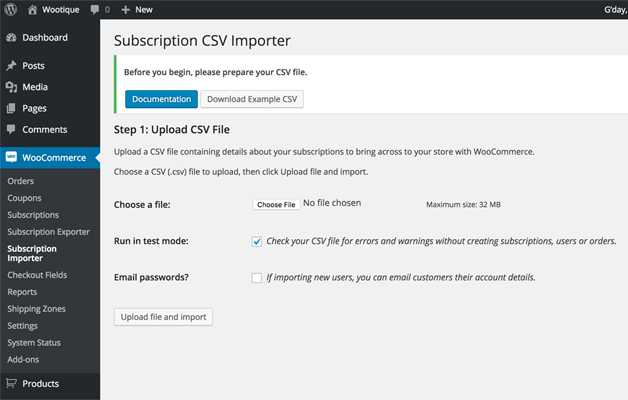 Wootique 0 New G'day,
Dashboard
Posts
Media
Pages
Comments
WooCommerce
Orders
Coupons
Subscriptions
Subscription Exporter
Subscription
Importer
Checkout Fields
Reports
Shipping Zones
Settings
System Status
Add-ons
Products
Subscription CSV Importer
Before you begin, please prepare your CSV file.
Documentation Download Example CSV
Step 1: Upload CSV File
Upload a CSV file containing details about your subscriptions to bring across to your store with WooCommerce.
Choose a CSV (.csv) file to upload, then click Upload file and import.
Choose a file: Choose File No file chosen Maximum size: 32 MB
Run in test mode: Check your CSV file for errors and warnings without creating subscriptions, users or orders.
Email passwords? If importing new users, you can email customers their account details.
Upload file and import